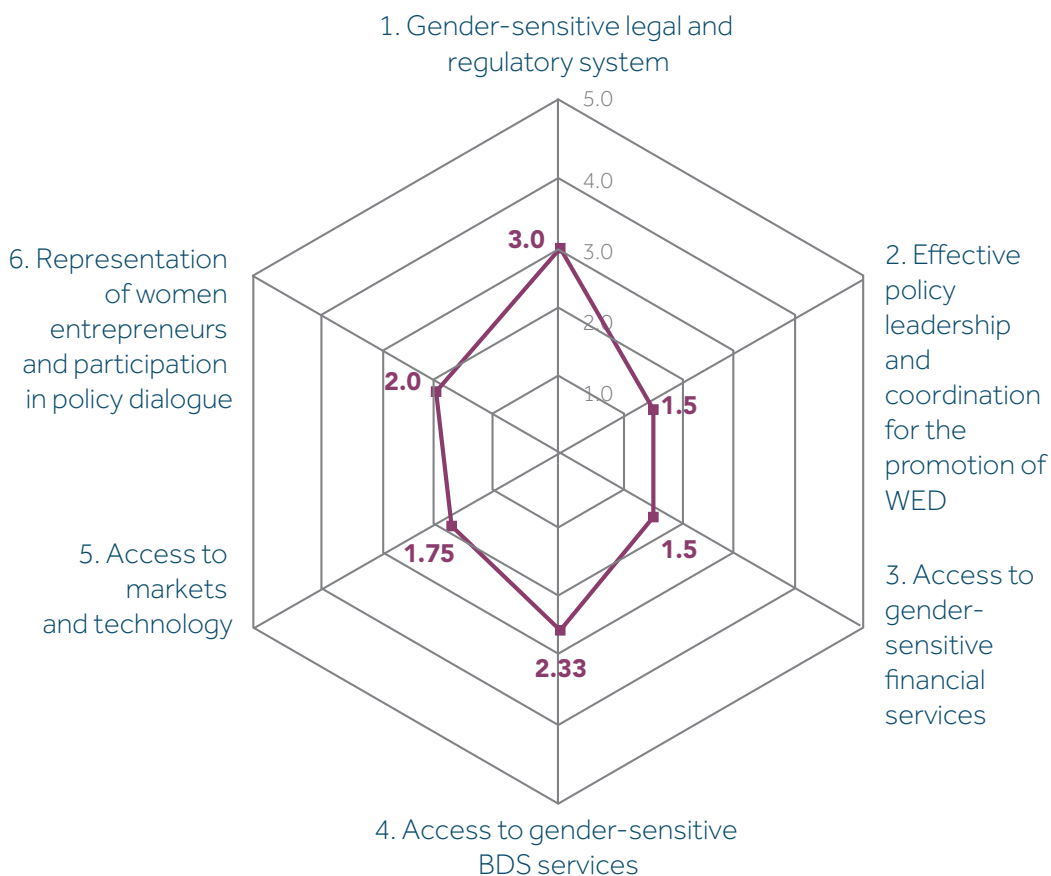 1. Gender-sensitive legal and
regulatory system
5.0
4.0
3.0
3.0
2.0
1.0
6. Representation
of women
entrepreneurs
and participation
in policy dialogue
2.0
2. Effective
policy
leadership
and
coordination
for the
promotion of
WED
1.5
1.5
5. Access to
markets
and technology
1.75
3. Access to
gender-
sensitive
financial
services
2.33
4. Access to gender-sensitive
BDS services